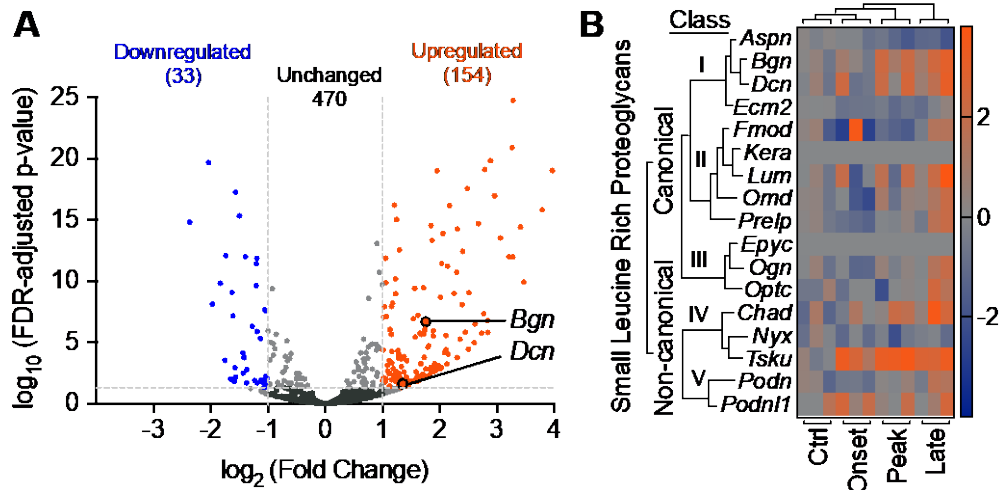 A
Downregulated
(33)
Unchanged
470
Upregulated
(154)
log10 (FDR-adjusted p-value)
25
20
15
10
5
0
Bgn
Dcn
-3 -2 -1 0 1 2 3
log2 (Fold Change)
B
Small Leucine Rich Proteoglycans
Canonical
Non-canonical
Class
I
II
III
IV
V
Aspn
Bgn
Dcn
Ecm2
Fmod
Kera
Lum
Omd
Prelp
Epyc
Ogn
Optc
Chad
Nyx
Tsku
Podn
Podnl1
Ctrl
Onset
Peak
Late
2
0
-2